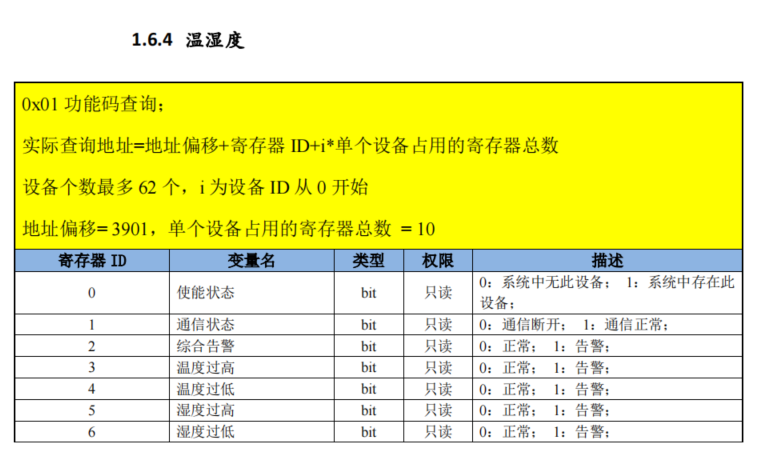 1.6.4 温湿度
0x01 功能码查询；
实际查询地址=地址偏移+寄存器 ID+i*单个设备占用的寄存器总数
设备个数最多 62 个，i 为设备 ID 从 0 开始
地址偏移= 3901，单个设备占用的寄存器总数 = 10
寄存器 ID 变量名 类型 权限 描述
0 使能状态 bit 只读 0：系统中无此设备； 1：系统中存在此
设备；
1 通信状态 bit 只读 0：通信断开； 1：通信正常；
2 综合告警 bit 只读 0：正常； 1：告警；
3 温度过高 bit 只读 0：正常； 1：告警；
4 温度过低 bit 只读 0：正常； 1：告警；
5 湿度过高 bit 只读 0：正常； 1：告警；
6 湿度过低 bit 只读 0：正常； 1：告警；